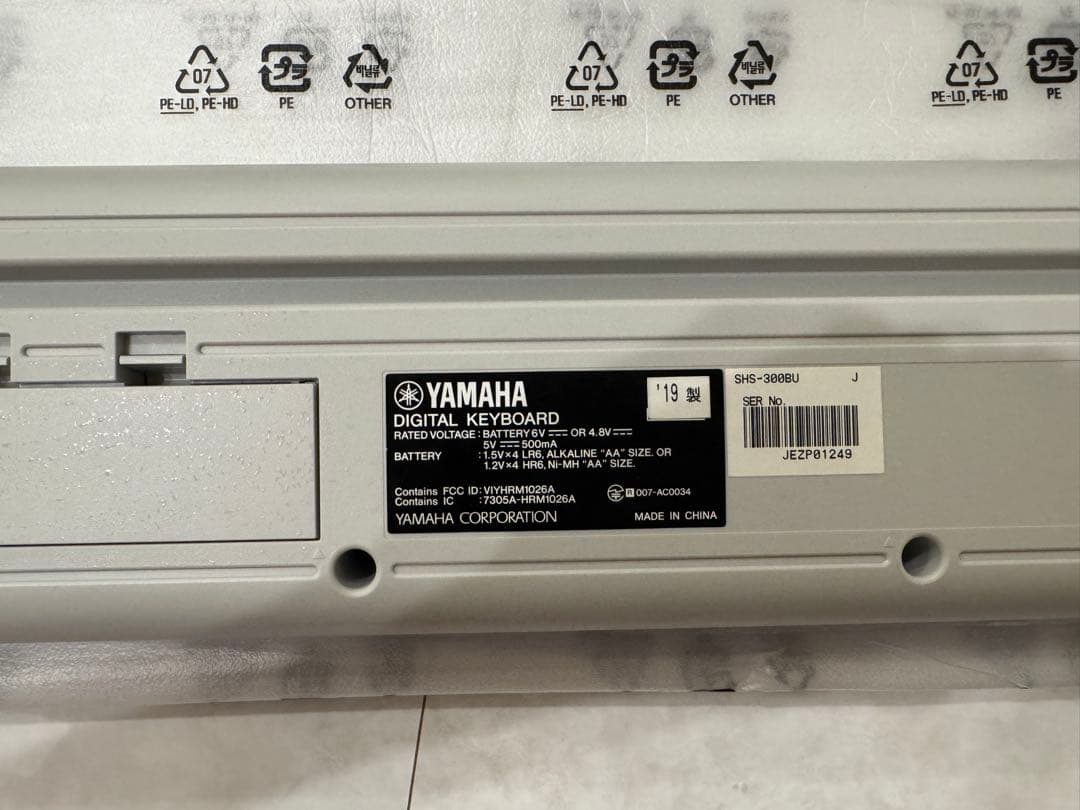 07
PE-LD, PE-HD
プラ
PE
비닐류
OTHER
07
PE-LD, PE-HD
プラ
PE
비닐류
OTHER
07
PE-LD, PE-HD
プラ
PE
YAMAHA
'19 製
DIGITAL KEYBOARD
RATED VOLTAGE : BATTERY 6V ⎓ OR 4.8V ⎓
5V ⎓ 500mA
BATTERY : 1.5V×4 LR6, ALKALINE "AA" SIZE. OR
1.2V×4 HR6, Ni-MH "AA" SIZE.
Contains FCC ID : VIYHRM1026A
Contains IC : 7305A-HRM1026A
R 007-AC0034
YAMAHA CORPORATION
MADE IN CHINA
SHS-300BU J
SER No.
JEZP01249